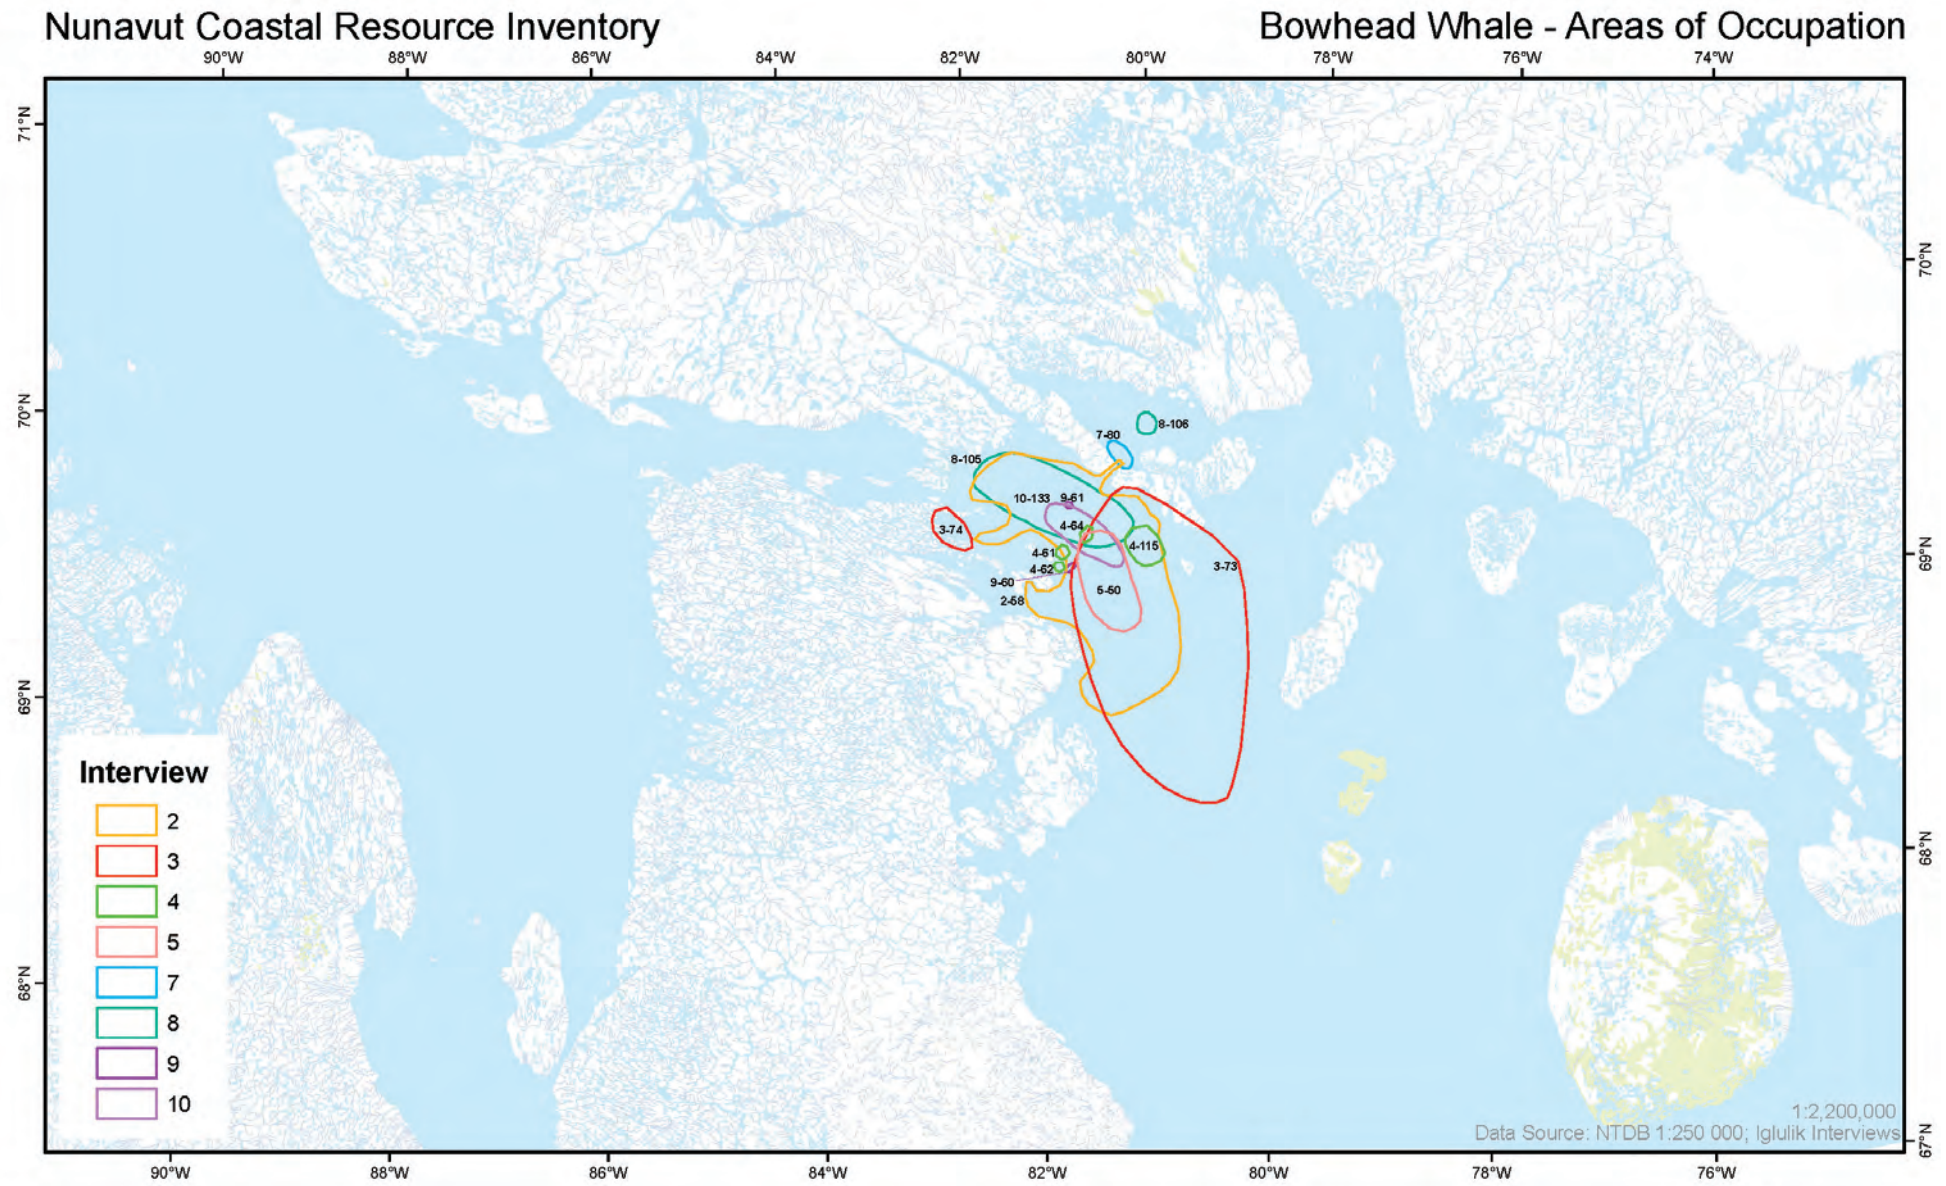 Nunavut Coastal Resource Inventory
Bowhead Whale - Areas of Occupation
90°W 88°W 86°W 84°W 82°W 80°W 78°W 76°W 74°W
71°N
70°N
69°N
68°N
70°N
69°N
68°N
67°N
8-106
7-80
8-105
10-133 9-61
3-74
4-64
4-115
4-61
3-73
4-62
9-60
5-50
2-58
Interview
2
3
4
5
7
8
9
10
1:2,200,000
Data Source: NTDB 1:250 000; Iglulik Interviews
90°W 88°W 86°W 84°W 82°W 80°W 78°W 76°W